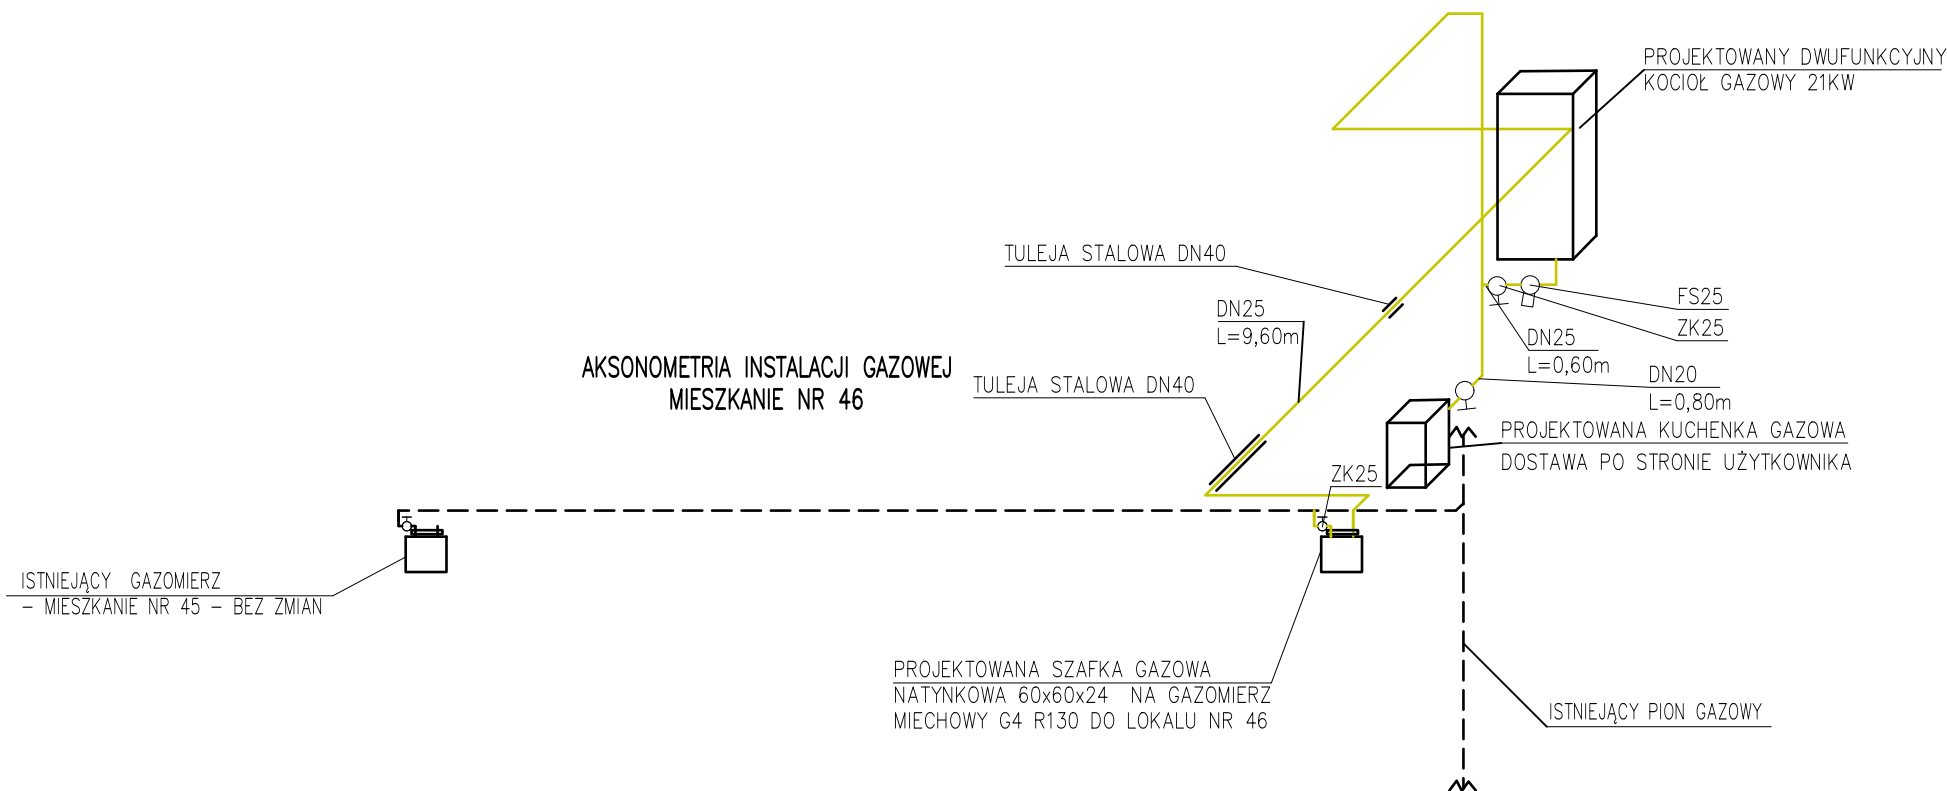 PROJEKTOWANY DWUFUNKCYJNY
KOCIOŁ GAZOWY 21KW
TULEJA STALOWA DN40
FS25
ZK25
DN25
L=9,60m
DN25
L=0,60m
AKSONOMETRIA INSTALACJI GAZOWEJ
MIESZKANIE NR 46
TULEJA STALOWA DN40
DN20
L=0,80m
PROJEKTOWANA KUCHENKA GAZOWA
DOSTAWA PO STRONIE UŻYTKOWNIKA
ZK25
ISTNIEJĄCY GAZOMIERZ
– MIESZKANIE NR 45 – BEZ ZMIAN
PROJEKTOWANA SZAFKA GAZOWA
NATYNKOWA 60x60x24 NA GAZOMIERZ
MIECHOWY G4 R130 DO LOKALU NR 46
ISTNIEJĄCY PION GAZOWY